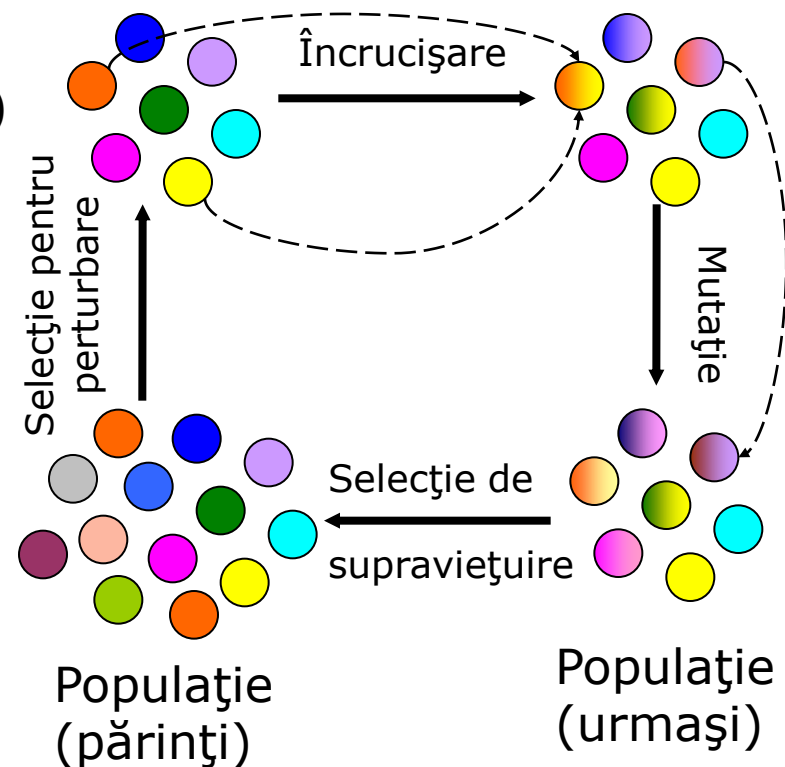 )
Încrucişare
Selecţie pentru
perturbare
Mutaţie
Selecţie de
supravieţuire
Populaţie
(părinţi)
Populaţie
(urmaşi)